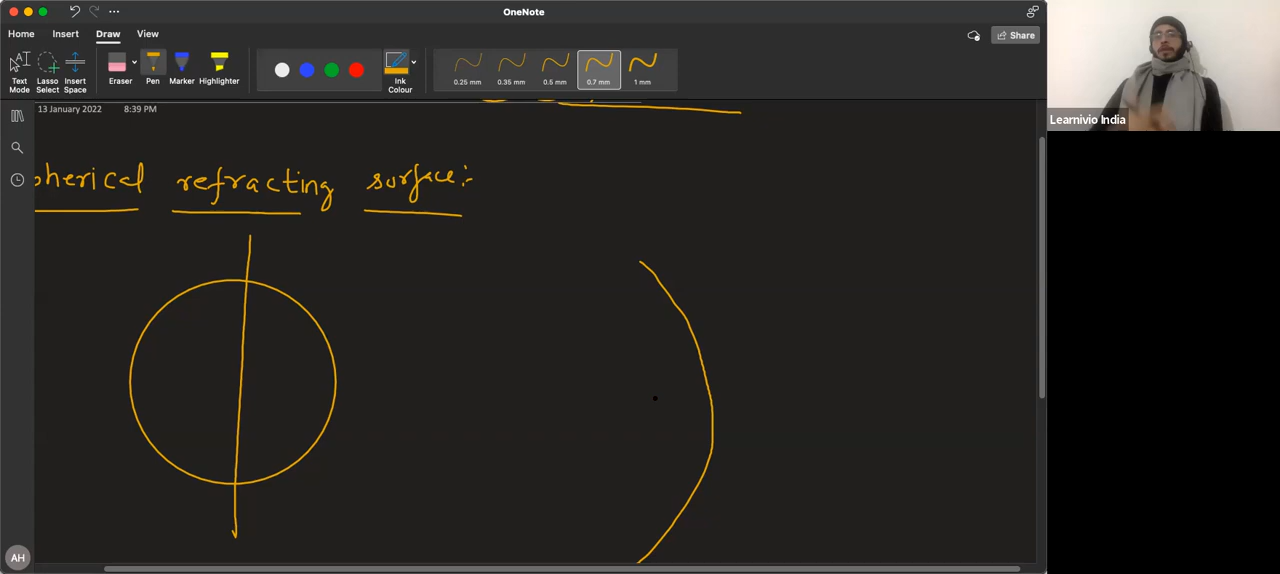 OneNote
Home Insert Draw View
Share
Text Mode
Lasso Select
Insert Space
Eraser
Pen
Marker
Highlighter
Ink Colour
0.25 mm
0.35 mm
0.5 mm
0.7 mm
1 mm
13 January 2022 8:39 PM
Learnivio India
pherical refracting surface:-
AH